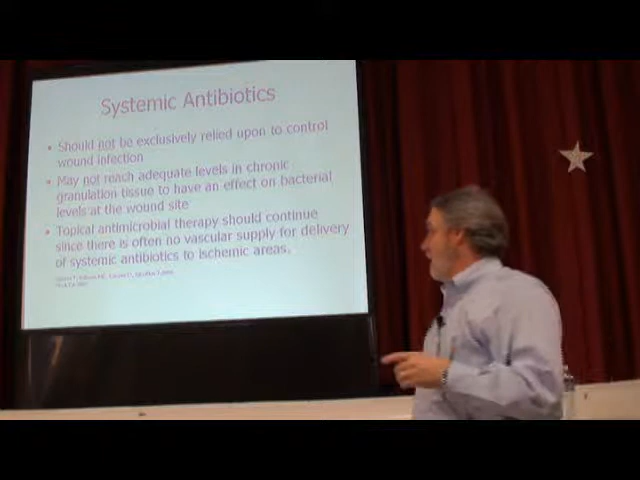 Systemic Antibiotics
• Should not be exclusively relied upon to control
wound infection
• May not reach adequate levels in chronic
granulation tissue to have an effect on bacterial
levels at the wound site
• Topical antimicrobial therapy should continue
since there is often no vascular supply for delivery
of systemic antibiotics to ischemic areas.